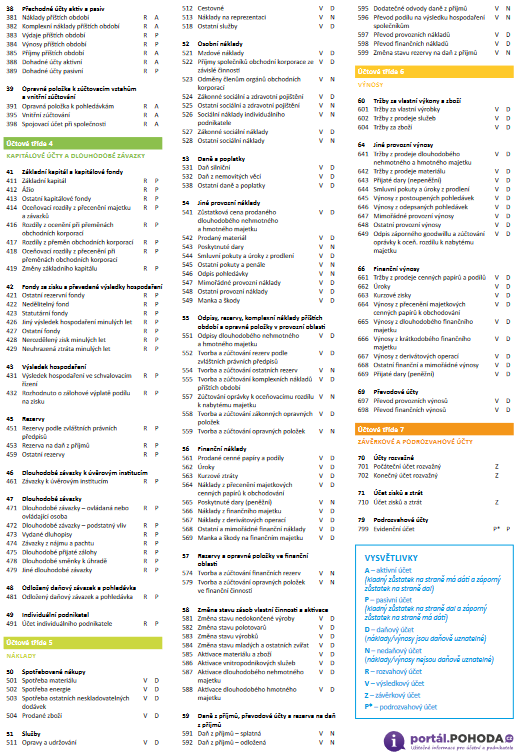 38 Přechodné účty aktiv a pasiv
381 Náklady příštích období R A
382 Komplexní náklady příštích období R A
383 Výdaje příštích období R P
384 Výnosy příštích období R P
385 Příjmy příštích období R A
388 Dohadné účty aktivní R A
389 Dohadné účty pasivní R P
39 Opravná položka k zúčtovacím vztahům
a vnitřní zúčtování
391 Opravná položka k pohledávkám R A
395 Vnitřní zúčtování R A
398 Spojovací účet při společnosti R A
Účtová třída 4
KAPITÁLOVÉ ÚČTY A DLOUHODOBÉ ZÁVAZKY
41 Základní kapitál a kapitálové fondy
411 Základní kapitál R P
412 Ážio R P
413 Ostatní kapitálové fondy R P
414 Oceňovací rozdíly z přecenění majetku R P
a závazků
416 Rozdíly z ocenění při přeměnách R P
obchodních korporací
417 Rozdíly z přeměn obchodních korporací R P
418 Oceňovací rozdíly z přecenění při R P
přeměnách obchodních korporací
419 Změny základního kapitálu R P
42 Fondy ze zisku a převedené výsledky hospodaření
421 Ostatní rezervní fondy R P
422 Nedělitelný fond R P
423 Statutární fondy R P
426 Jiný výsledek hospodaření minulých let R P
427 Ostatní fondy R P
428 Nerozdělený zisk minulých let R P
429 Neuhrazená ztráta minulých let R P
43 Výsledek hospodaření
431 Výsledek hospodaření ve schvalovacím R P
řízení
432 Rozhodnuto o zálohové výplatě podílu R P
na zisku
45 Rezervy
451 Rezervy podle zvláštních právních R P
předpisů
453 Rezerva na daň z příjmů R P
459 Ostatní rezervy R P
46 Dlouhodobé závazky k úvěrovým institucím
461 Závazky k úvěrovým institucím R P
47 Dlouhodobé závazky
471 Dlouhodobé závazky – ovládaná nebo R P
ovládající osoba
472 Dlouhodobé závazky – podstatný vliv R P
473 Vydané dluhopisy R P
474 Závazky z nájmu a pachtu R P
475 Dlouhodobé přijaté zálohy R P
478 Dlouhodobé směnky k úhradě R P
479 Jiné dlouhodobé závazky R P
48 Odložený daňový závazek a pohledávka
481 Odložený daňový závazek a pohledávka R P
49 Individuální podnikatel
491 Účet individuálního podnikatele R P
Účtová třída 5
NÁKLADY
50 Spotřebované nákupy
501 Spotřeba materiálu V D
502 Spotřeba energie V D
503 Spotřeba ostatních neskladovatelných V D
dodávek
504 Prodané zboží V D
51 Služby
511 Opravy a udržování V D
512 Cestovné V D
513 Náklady na reprezentaci V N
518 Ostatní služby V D
52 Osobní náklady
521 Mzdové náklady V D
522 Příjmy společníků obchodní korporace ze V D
závislé činnosti
523 Odměny členům orgánů obchodních V N
korporací
524 Zákonné sociální a zdravotní pojištění V D
525 Ostatní sociální a zdravotní pojištění V N
526 Sociální náklady individuálního V N
podnikatele
527 Zákonné sociální náklady V D
528 Ostatní sociální náklady V N
53 Daně a poplatky
531 Daň silniční V D
532 Daň z nemovitých věcí V D
538 Ostatní daně a poplatky V D
54 Jiné provozní náklady
541 Zůstatková cena prodaného V D
dlouhodobého nehmotného
a hmotného majetku
542 Prodaný materiál V D
543 Poskytnuté dary V N
544 Smluvní pokuty a úroky z prodlení V D
545 Ostatní pokuty a penále V N
546 Odpis pohledávky V N
547 Mimořádné provozní náklady V D
548 Ostatní provozní náklady V D
549 Manka a škody V D
55 Odpisy, rezervy, komplexní náklady příštích
období a opravné položky v provozní oblasti
551 Odpisy dlouhodobého nehmotného V D
a hmotného majetku
552 Tvorba a zúčtování rezerv podle V D
zvláštních právních předpisů
554 Tvorba a zúčtování ostatních rezerv V N
555 Tvorba a zúčtování komplexních nákladů V D
příštích období
557 Zúčtování oprávky k oceňovacímu rozdílu V N
k nabytému majetku
558 Tvorba a zúčtování zákonných opravných V D
položek
559 Tvorba a zúčtování opravných položek V N
56 Finanční náklady
561 Prodané cenné papíry a podíly V D
562 Úroky V D
563 Kurzové ztráty V D
564 Náklady z přecenění majetkových V D
cenných papírů k obchodování
565 Poskytnuté dary (peněžní) V N
566 Náklady z finančního majetku V D
567 Náklady z derivátových operací V D
568 Ostatní a mimořádné finanční náklady V D
569 Manka a škody na finančním majetku V D
57 Rezervy a opravné položky ve finanční
oblasti
574 Tvorba a zúčtování finančních rezerv V N
579 Tvorba a zúčtování opravných položek V N
ve finanční činnosti
58 Změna stavu zásob vlastní činnosti a aktivace
581 Změna stavu nedokončené výroby V D
582 Změna stavu polotovarů V D
583 Změna stavu výrobků V D
584 Změna stavu mladých a ostatních zvířat V D
585 Aktivace materiálu a zboží V D
586 Aktivace vnitropodnikových služeb V D
587 Aktivace dlouhodobého nehmotného V D
majetku
588 Aktivace dlouhodobého hmotného V D
majetku
59 Daně z příjmů, převodové účty a rezerva na daň
z příjmů
591 Daň z příjmů – splatná V N
592 Daň z příjmů – odložená V N
595 Dodatečné odvody daně z příjmů V N
596 Převod podílu na výsledku hospodaření V N
společníkům
597 Převod provozních nákladů V D
598 Převod finančních nákladů V D
599 Změna stavu rezervy na daň z příjmů V N
Účtová třída 6
VÝNOSY
60 Tržby za vlastní výkony a zboží
601 Tržby za vlastní výrobky V D
602 Tržby z prodeje služeb V D
604 Tržby za zboží V D
64 Jiné provozní výnosy
641 Tržby z prodeje dlouhodobého V D
nehmotného a hmotného majetku
642 Tržby z prodeje materiálu V D
643 Přijaté dary (nepeněžní) V D
644 Smluvní pokuty a úroky z prodlení V D
645 Výnosy z postoupených pohledávek V D
646 Výnosy z odepsaných pohledávek V D
647 Mimořádné provozní výnosy V D
648 Ostatní provozní výnosy V D
649 Odpis záporného goodwillu a zúčtování V D
oprávky k oceň. rozdílu k nabytému
majetku
66 Finanční výnosy
661 Tržby z prodeje cenných papírů a podílů V D
662 Úroky V D
663 Kurzové zisky V D
664 Výnosy z přecenění majetkových V D
cenných papírů k obchodování
665 Výnosy z dlouhodobého finančního V D
majetku
666 Výnosy z krátkodobého finančního V D
majetku
667 Výnosy z derivátových operací V D
668 Ostatní finanční a mimořádné výnosy V D
669 Přijaté dary (peněžní) V D
69 Převodové účty
697 Převod provozních výnosů V D
698 Převod finančních výnosů V D
Účtová třída 7
ZÁVĚRKOVÉ A PODROZVAHOVÉ ÚČTY
70 Účty rozvažné
701 Počáteční účet rozvažný Z
702 Konečný účet rozvažný Z
71 Účet zisků a ztrát
710 Účet zisků a ztrát Z
79 Podrozvahové účty
799 Evidenční účet P* P
VYSVĚTLIVKY
A – aktivní účet
(kladný zůstatek na straně má dáti a záporný
zůstatek na straně dal)
P – pasivní účet
(kladný zůstatek na straně dal a záporný
zůstatek na straně má dáti)
D – daňový účet
(náklady/výnosy jsou daňově uznatelné)
N – nedaňový účet
(náklady/výnosy nejsou daňově uznatelné)
R – rozvahový účet
V – výsledkový účet
Z – závěrkový účet
P* – podrozvahový účet
portál.POHODA.cz
Užitečné informace pro účetní a podnikatele